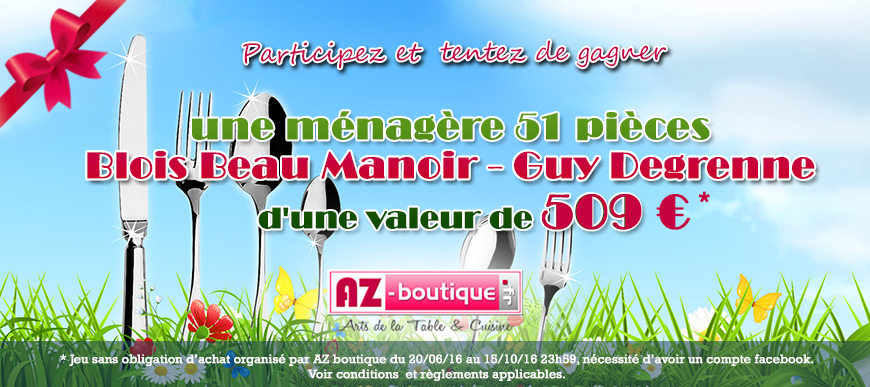 Participez et tentez de gagner
une ménagère 51 pièces
Blois Beau Manoir - Guy Degrenne
d'une valeur de 509 €*
AZ-boutique.fr
Arts de la Table & Cuisine
* Jeu sans obligation d'achat organisé par AZ boutique du 20/06/16 au 15/10/16 23h59, nécessité d'avoir un compte facebook.
Voir conditions et règlements applicables.